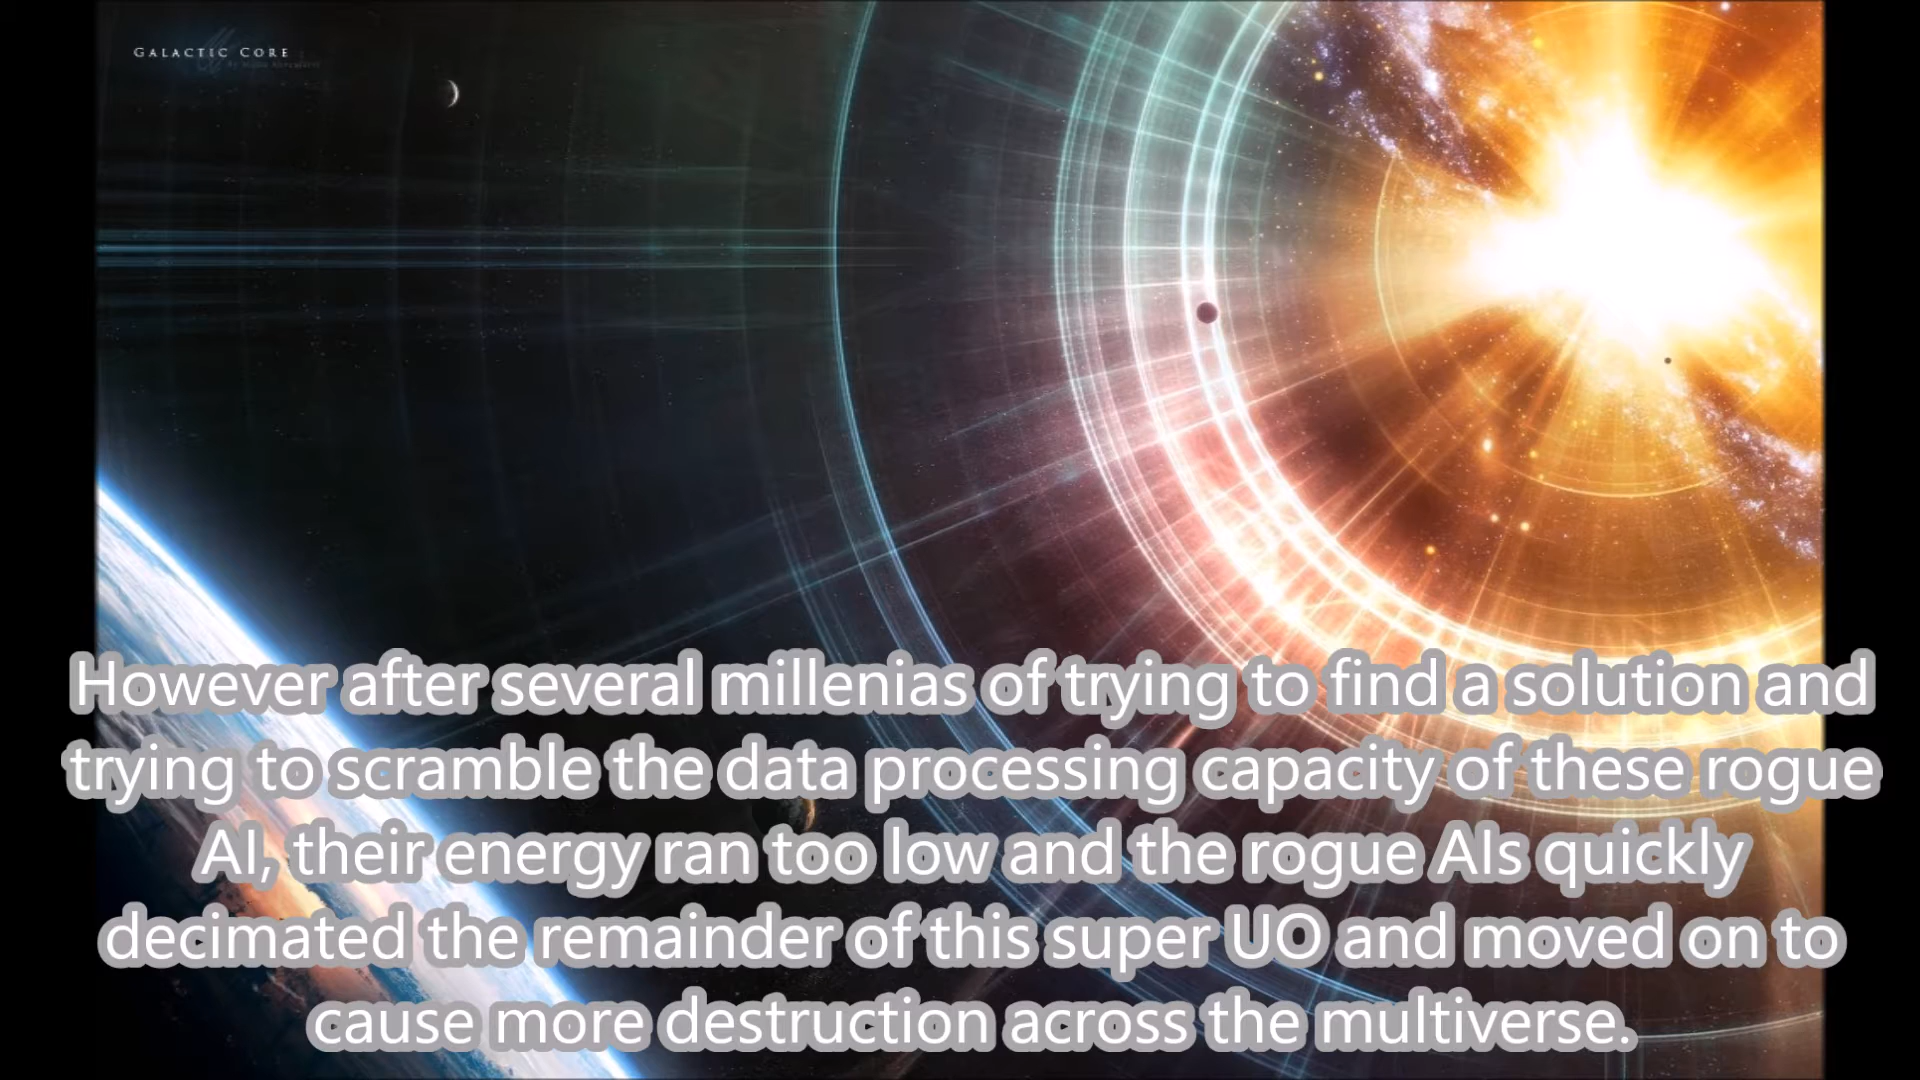 GALACTIC CORE
However after several millenias of trying to find a solution and
trying to scramble the data processing capacity of these rogue
AI, their energy ran too low and the rogue AIs quickly
decimated the remainder of this super UO and moved on to
cause more destruction across the multiverse.